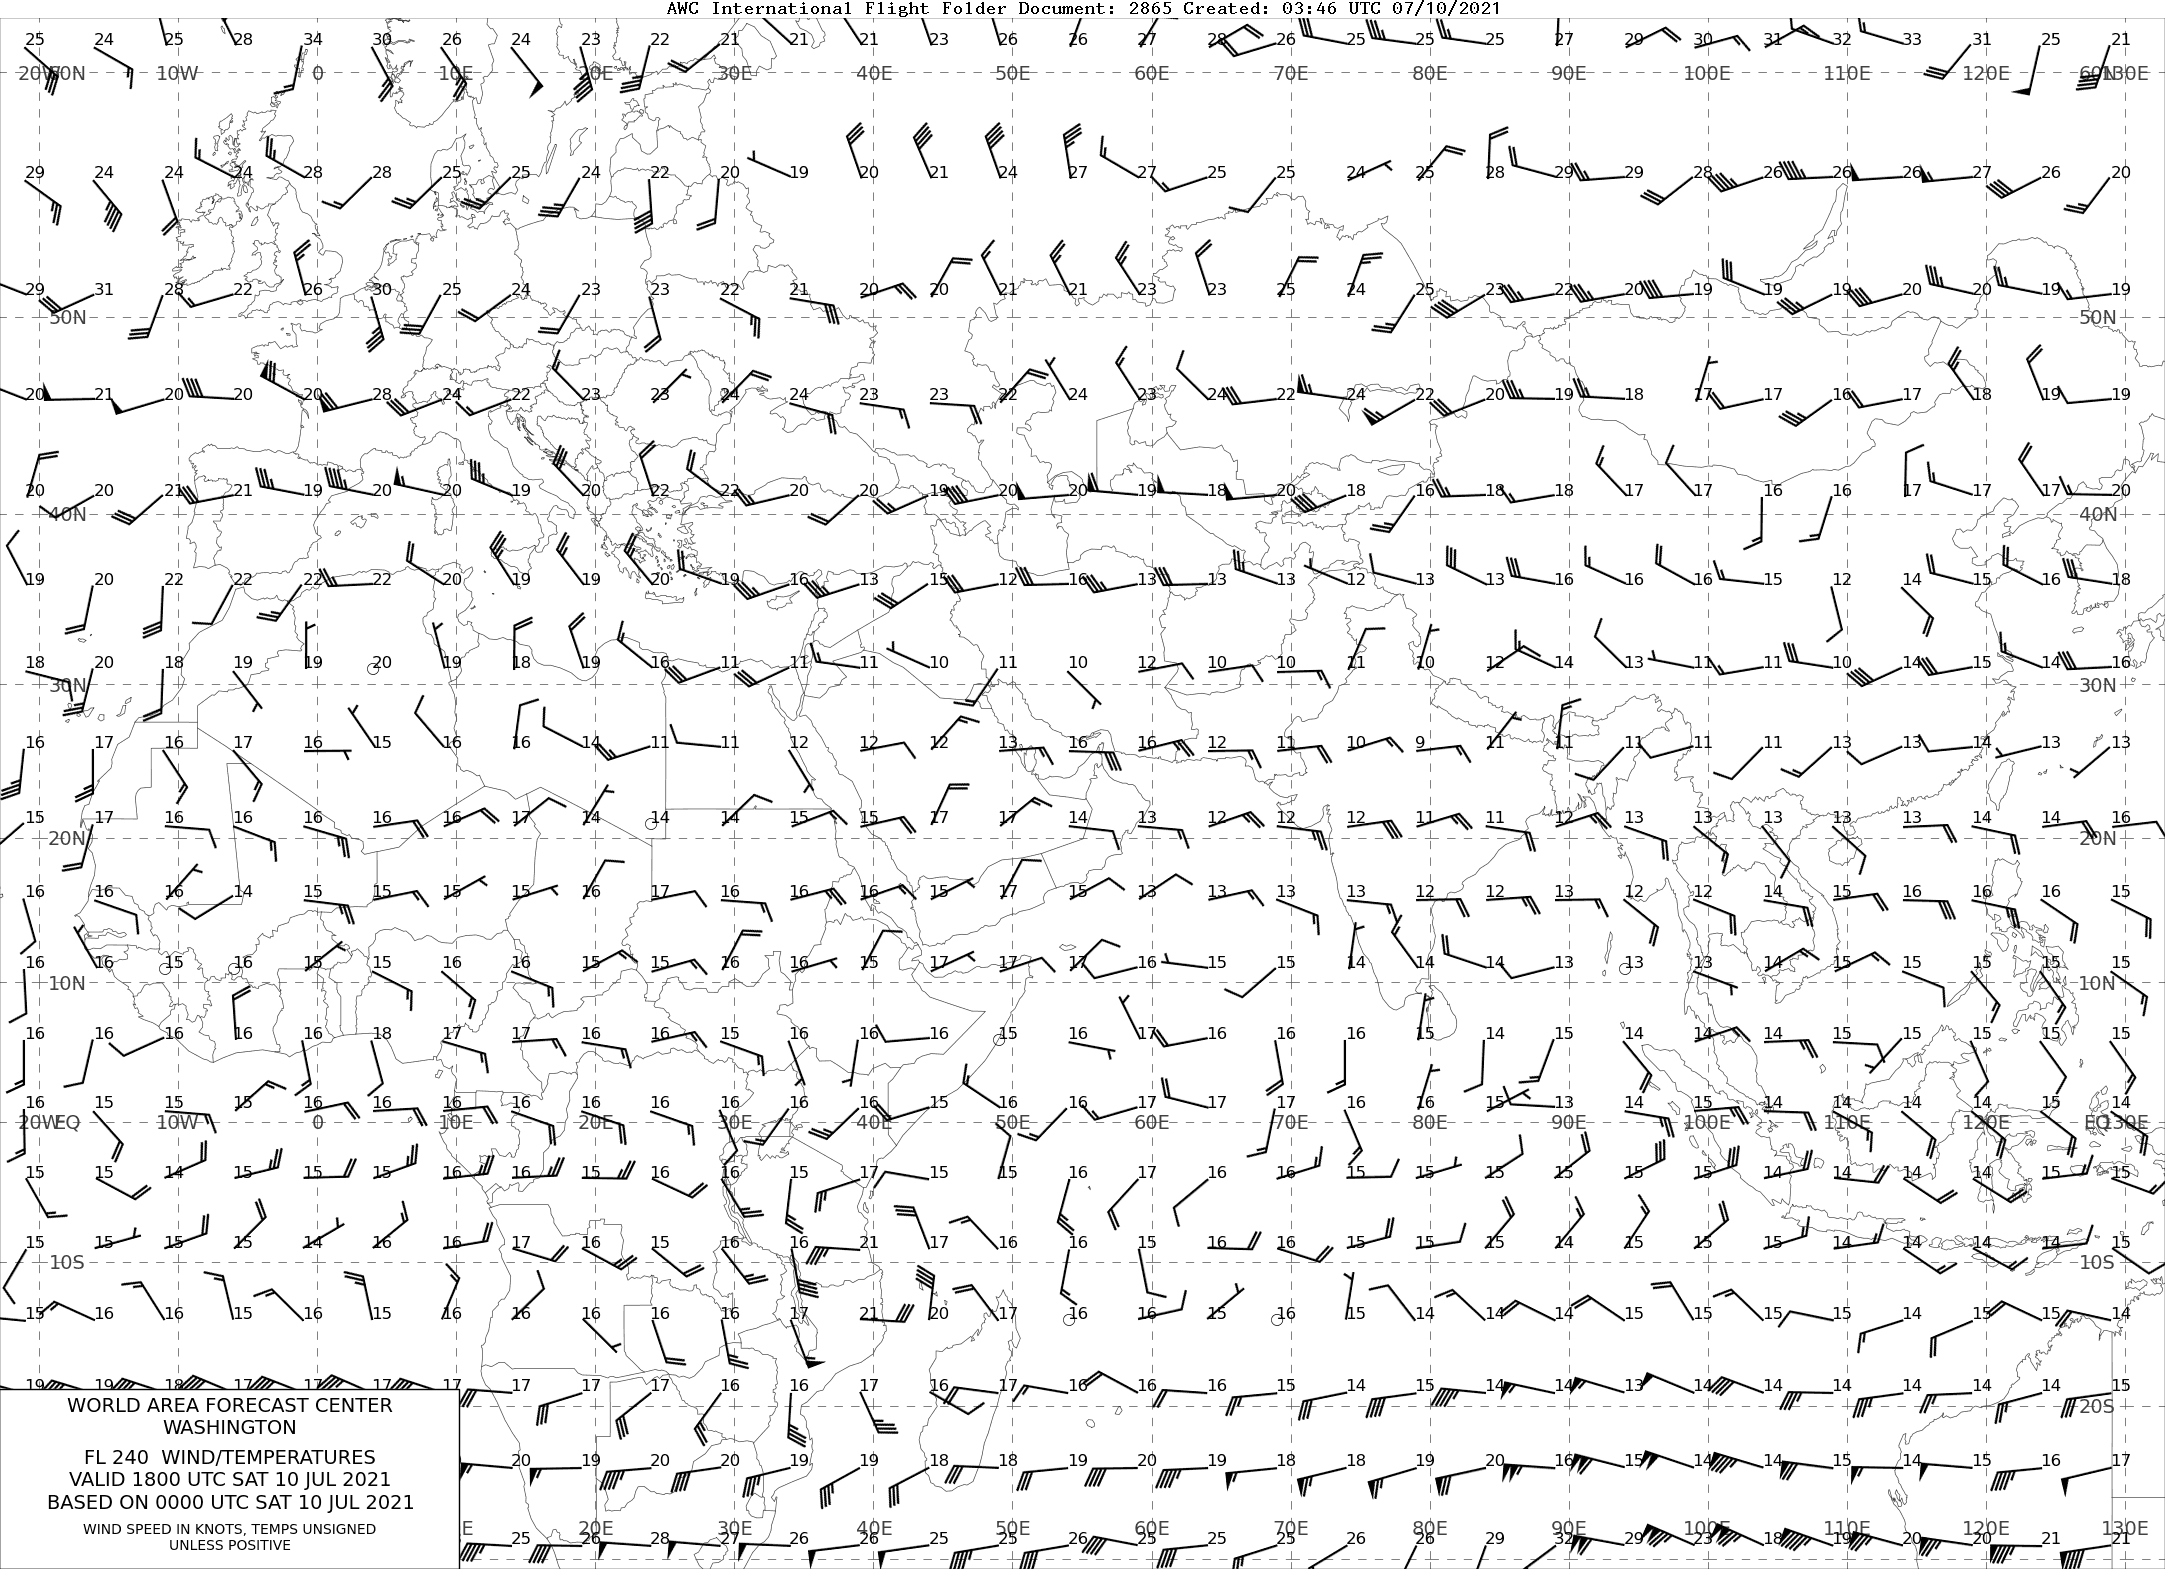 AWC International Flight Folder Document: 2865 Created: 03:46 UTC 07/10/2021
25 24 25 28 34 30 26 24 23 22 21 21 21 23 26 26 27 28 26 25 25 25 27 29 30 31 32 33 31 25 21
20W 60N 10W 0 10E 20E 30E 40E 50E 60E 70E 80E 90E 100E 110E 120E 60N 130E
29 24 24 24 28 28 25 25 24 22 20 19 20 21 24 27 27 25 25 24 25 28 29 29 28 26 26 26 27 26 20
29 31 28 22 26 30 25 24 23 23 22 21 20 20 21 21 23 23 25 24 25 23 22 20 19 19 19 20 20 19 19
50N 50N
20 21 20 20 20 28 24 22 23 23 24 24 23 23 22 24 23 24 22 24 22 20 19 18 17 17 16 17 18 19 19
20 20 21 21 19 20 20 19 20 22 22 20 20 19 20 20 19 18 20 18 16 18 18 17 17 16 16 17 17 17 20
40N 40N
19 20 22 22 22 22 20 19 19 20 19 16 13 15 12 16 13 13 13 12 13 13 16 16 16 15 12 14 15 16 18
18 20 18 19 19 20 19 18 19 16 11 11 11 10 11 10 12 10 10 11 10 12 14 13 11 11 10 14 15 14 16
30N 30N
16 17 16 17 16 15 16 16 14 11 11 12 12 12 13 16 16 12 11 10 9 11 11 11 11 11 13 13 14 13 13
15 17 16 16 16 16 16 17 14 14 14 15 15 17 17 14 13 12 12 12 11 11 12 13 13 13 13 14 14 14 16
20N 20N
16 16 16 14 15 15 15 15 16 17 16 16 16 15 17 15 13 13 13 13 12 12 13 12 12 14 15 16 16 16 15
16 16 15 16 15 11 16 16 15 15 16 16 15 17 17 17 16 15 15 14 14 14 13 13 13 14 15 15 15 15 15
10N 10N
16 16 16 16 16 18 17 17 16 16 15 16 16 16 15 16 17 16 16 16 15 14 15 14 14 14 15 15 15 15 15
16 15 16 15 16 16 16 16 16 16 16 16 16 15 16 16 17 17 17 16 16 15 13 14 15 14 14 14 14 15 14
20W EQ 10W 0 10E 20E 30E 40E 50E 60E 70E 80E 90E 100E 110E 120E EQ 130E
15 15 14 15 15 15 16 16 15 16 16 15 17 15 15 16 17 16 16 15 15 15 15 15 15 14 14 14 14 15 15
15 15 15 15 14 16 16 17 16 15 16 16 21 17 16 16 15 16 16 15 15 15 14 15 15 15 14 14 14 14 15
10S 10S
15 16 16 15 16 15 16 16 16 16 16 17 21 20 17 16 16 15 16 15 14 14 14 15 15 15 15 14 15 15 14
19 19 18 17 17 17 17 17 17 17 16 16 17 16 17 16 16 16 15 14 15 14 14 13 14 14 14 14 14 14 15
20S 20S
WORLD AREA FORECAST CENTER
WASHINGTON
FL 240 WIND/TEMPERATURES
VALID 1800 UTC SAT 10 JUL 2021
BASED ON 0000 UTC SAT 10 JUL 2021
WIND SPEED IN KNOTS, TEMPS UNSIGNED
UNLESS POSITIVE
20 19 20 20 19 19 18 18 19 20 19 18 18 19 20 16 15 14 14 15 14 15 16 17
E 20E 30E 40E 50E 60E 70E 80E 90E 100E 110E 120E 130E
25 26 28 27 26 26 25 25 26 25 25 25 26 26 29 32 29 23 18 19 20 20 21 21